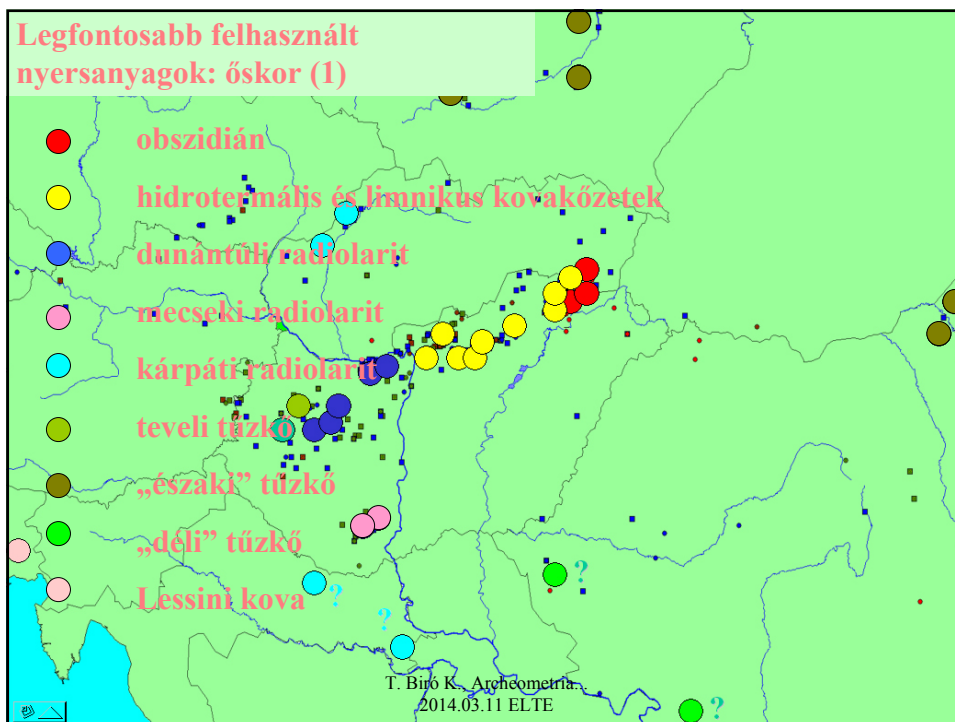 Legfontosabb felhasznált
nyersanyagok: őskor (1)
obszidián
hidrotermális és limnikus kovakőzetek
dunántúli radiolarit
mecseki radiolarit
kárpáti radiolarit
teveli tűzkő
„északi” tűzkő
„déli” tűzkő
Lessini kova
?
?
?
?
T. Biró K., Archeometria...
2014.03.11 ELTE